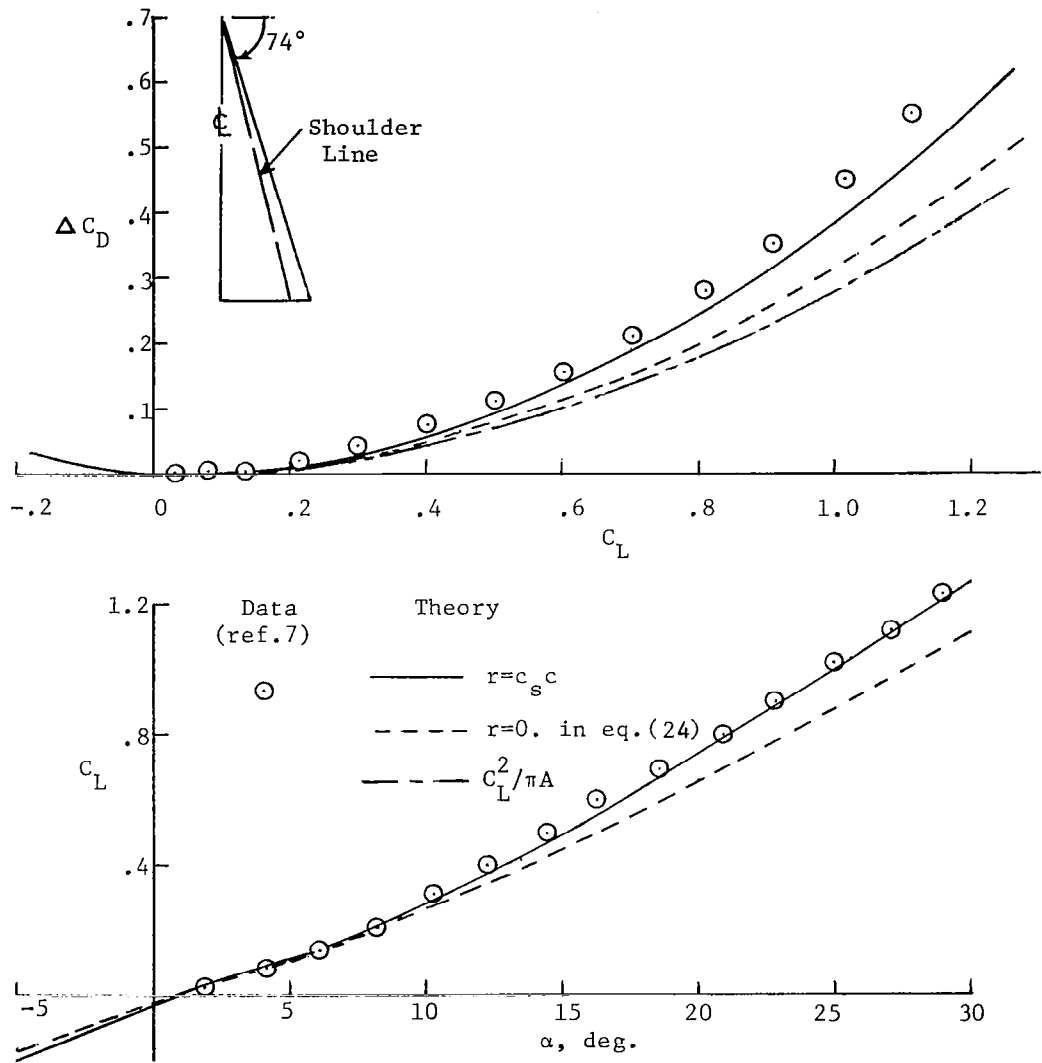 .7
74°
.6
℄
Shoulder
Line
.5
.4
Δ C_D
.3
.2
.1
-.2 0 .2 .4 .6 .8 1.0 1.2
C_L
1.2
Data Theory
(ref.7)
r=c_s c
r=0. in eq.(24)
.8
C_L
C_L^2/πA
.4
-5 5 10 15 20 25 30
α, deg.